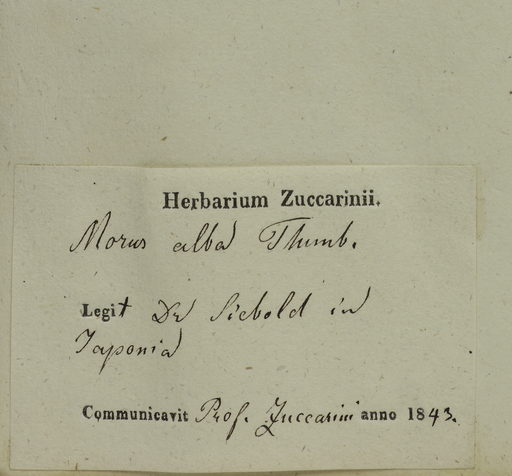 Herbarium Zuccarinii.
Morus alba Thunb.
Legit Dr Siebold in
Japonia
Communicavit Prof. Zuccarini anno 1843.